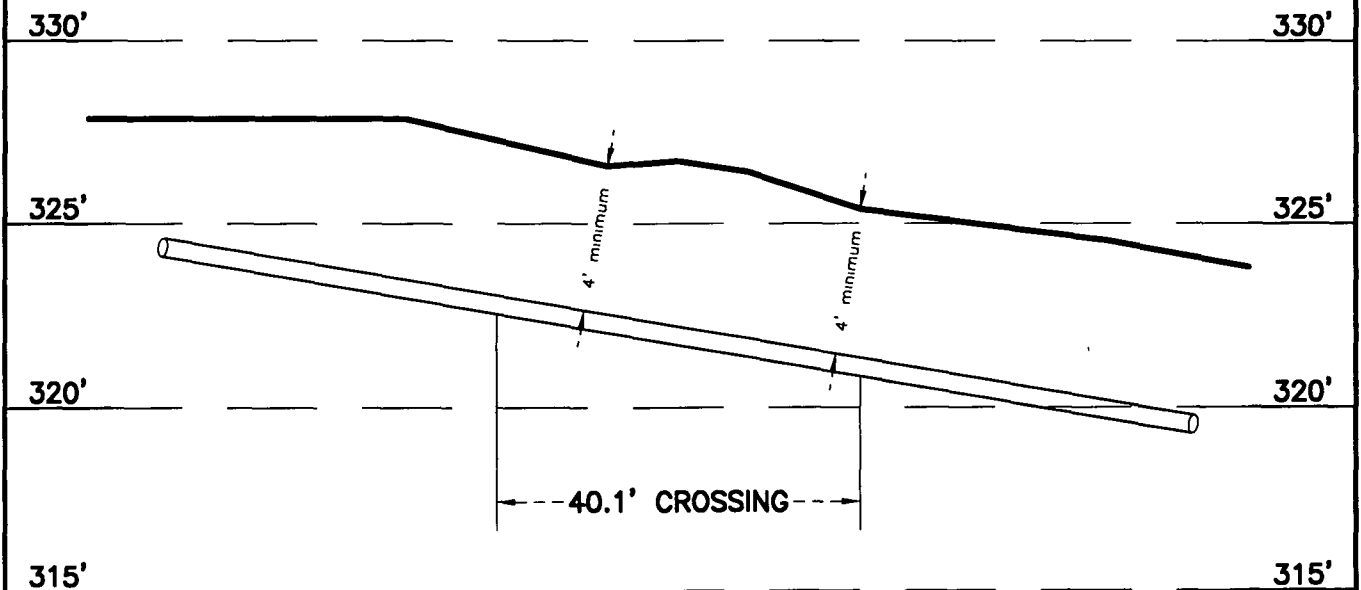 330' 330'
325' 325'
4' minimum
4' minimum
320' 320'
40.1' CROSSING
315' 315'